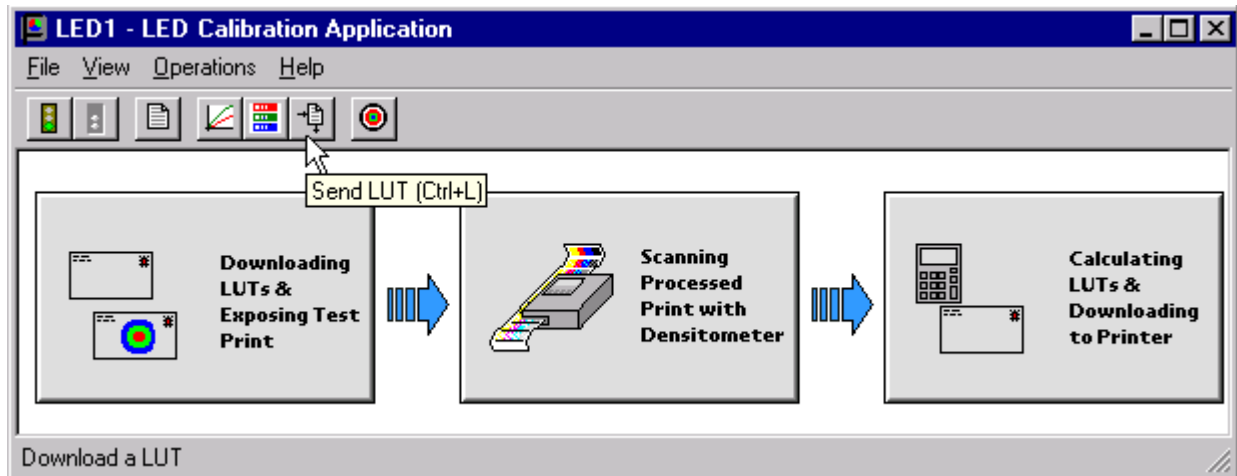 LED1 - LED Calibration Application
File View Operations Help
Send LUT (Ctrl+L)
Downloading
LUTs &
Exposing Test
Print
Scanning
Processed
Print with
Densitometer
Calculating
LUTs &
Downloading
to Printer
Download a LUT